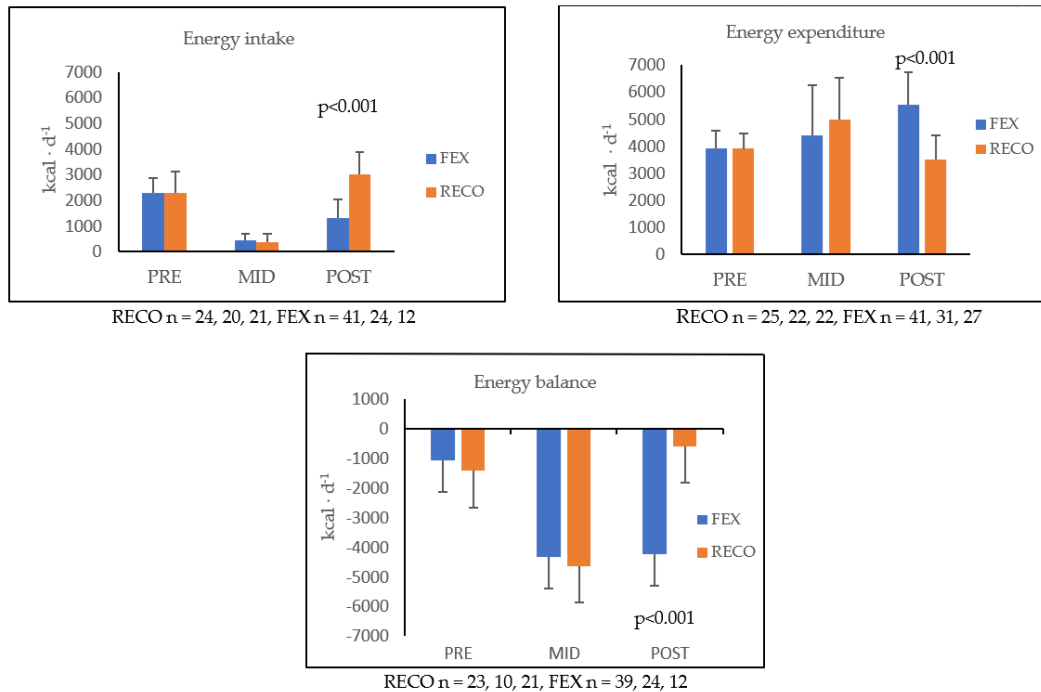 Energy intake
7000
6000
5000
4000
3000
2000
1000
0
kcal · d⁻¹
p<0.001
FEX
RECO
PRE MID POST
RECO n = 24, 20, 21, FEX n = 41, 24, 12
Energy expenditure
7000
6000
5000
4000
3000
2000
1000
0
kcal · d⁻¹
p<0.001
FEX
RECO
PRE MID POST
RECO n = 25, 22, 22, FEX n = 41, 31, 27
Energy balance
1000
0
-1000
-2000
-3000
-4000
-5000
-6000
-7000
kcal · d⁻¹
FEX
RECO
p<0.001
PRE MID POST
RECO n = 23, 10, 21, FEX n = 39, 24, 12